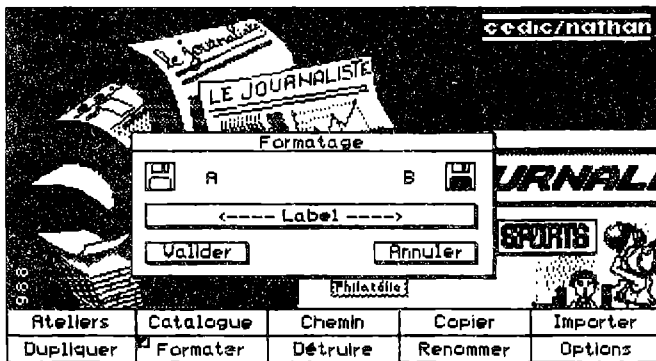 cedic/nathan
le journaliste
LE JOURNALISTE
Formatage
A B
<---- Label ---->
Valider Annuler
JOURNALI
SPORTS
Philatélie
988
Ateliers Catalogue Chemin Copier Importer
Dupliquer Formater Détruire Renommer Options